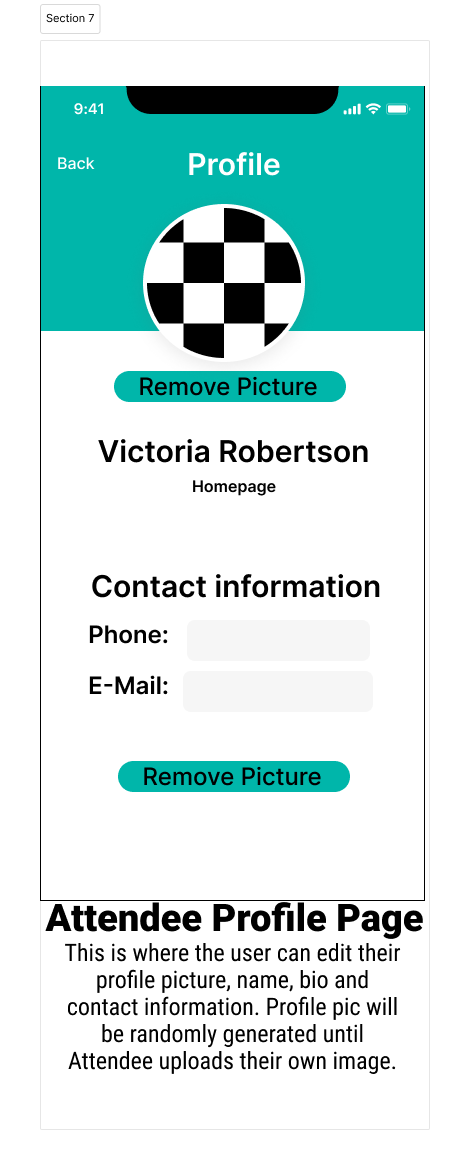 Section 7
9:41
Back
Profile
Remove Picture
Victoria Robertson
Homepage
Contact information
Phone:
E-Mail:
Remove Picture
Attendee Profile Page
This is where the user can edit their
profile picture, name, bio and
contact information. Profile pic will
be randomly generated until
Attendee uploads their own image.